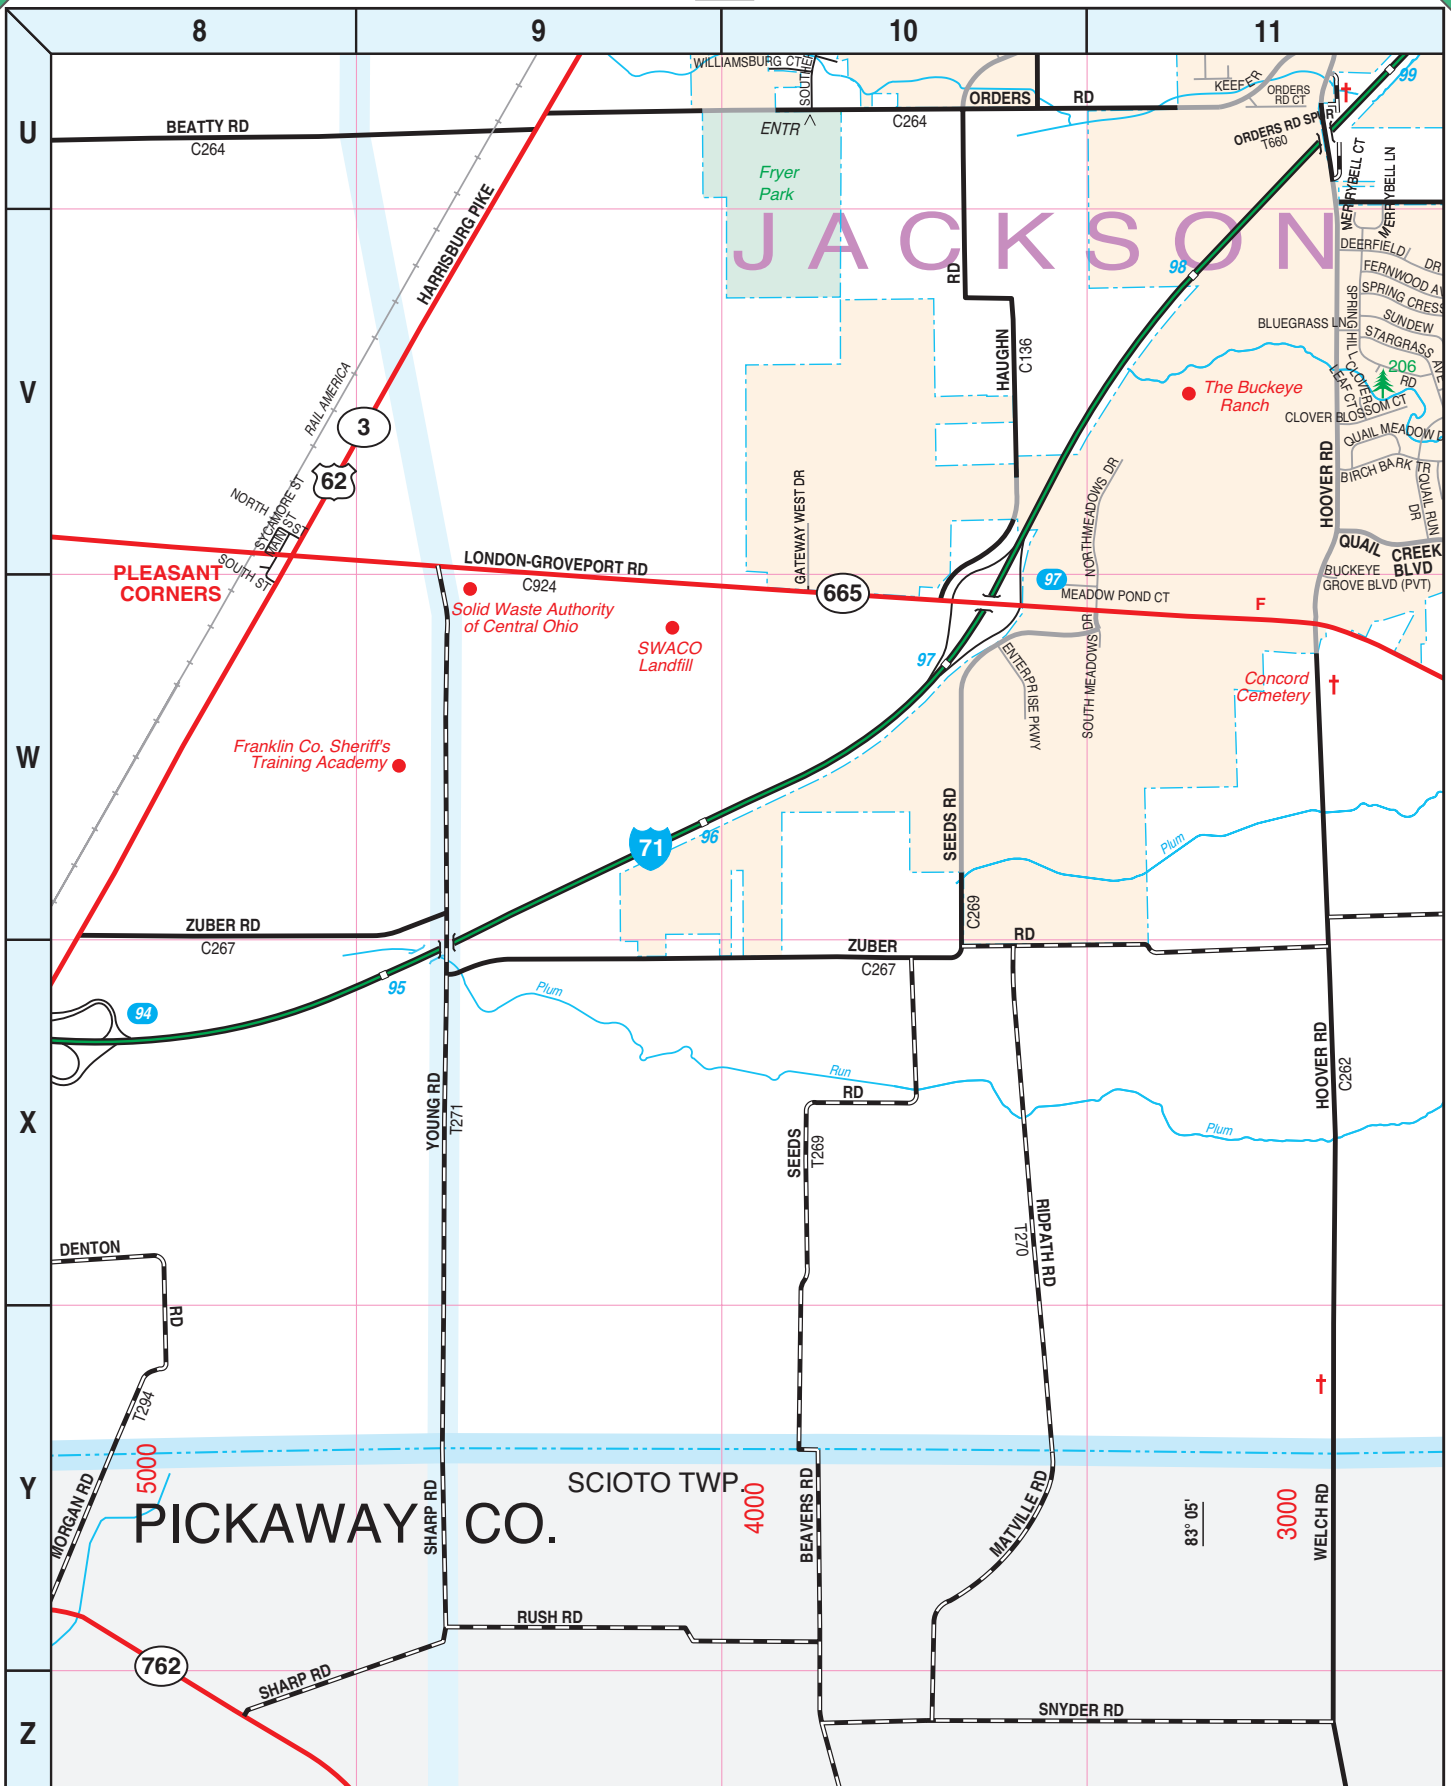 8
9
10
11
U
V
W
X
Y
Z
WILLIAMSBURG CT
ORDERS
RD
KEEFER
ORDERS
RD CT
99
BEATTY RD
C264
ENTR
C264
ORDERS RD SPUR
T660
Fryer
Park
MERRYBELL CT
MERRYBELL LN
HARRISBURG PIKE
JACKSON
RD
98
DEERFIELD
DR
FERNWOOD AV
SPRING CRESS
SUNDEW
STARGRASS
AVE
BLUEGRASS LN
SPRING HILL
HAUGHN
C136
RAIL AMERICA
3
62
The Buckeye
Ranch
206
RD
CLOVER
LEAF CT
CLOVER BLOSSOM CT
QUAIL MEADOW D
BIRCH BARK TR
QUAIL RUN
DR
HOOVER RD
NORTH
ST
SYCAMORE ST
MAIN ST
SOUTH ST
GATEWAY WEST DR
NORTHMEADOWS DR
QUAIL CREEK
BLVD
BUCKEYE
GROVE BLVD (PVT)
PLEASANT
CORNERS
LONDON-GROVEPORT RD
C924
665
97
MEADOW POND CT
F
Solid Waste Authority
of Central Ohio
SWACO
Landfill
97
ENTERPRISE PKWY
SOUTH MEADOWS DR
Concord
Cemetery
Franklin Co. Sheriff's
Training Academy
71
96
SEEDS RD
C269
Plum
ZUBER RD
C267
ZUBER
RD
C267
95
94
Plum
Run
RD
YOUNG RD
T271
SEEDS
T269
HOOVER RD
C262
Plum
RIDPATH RD
T270
DENTON
RD
T294
MORGAN RD
5000
SCIOTO TWP.
4000
PICKAWAY CO.
SHARP RD
BEAVERS RD
MATVILLE RD
83° 05'
3000
WELCH RD
RUSH RD
762
SHARP RD
SNYDER RD